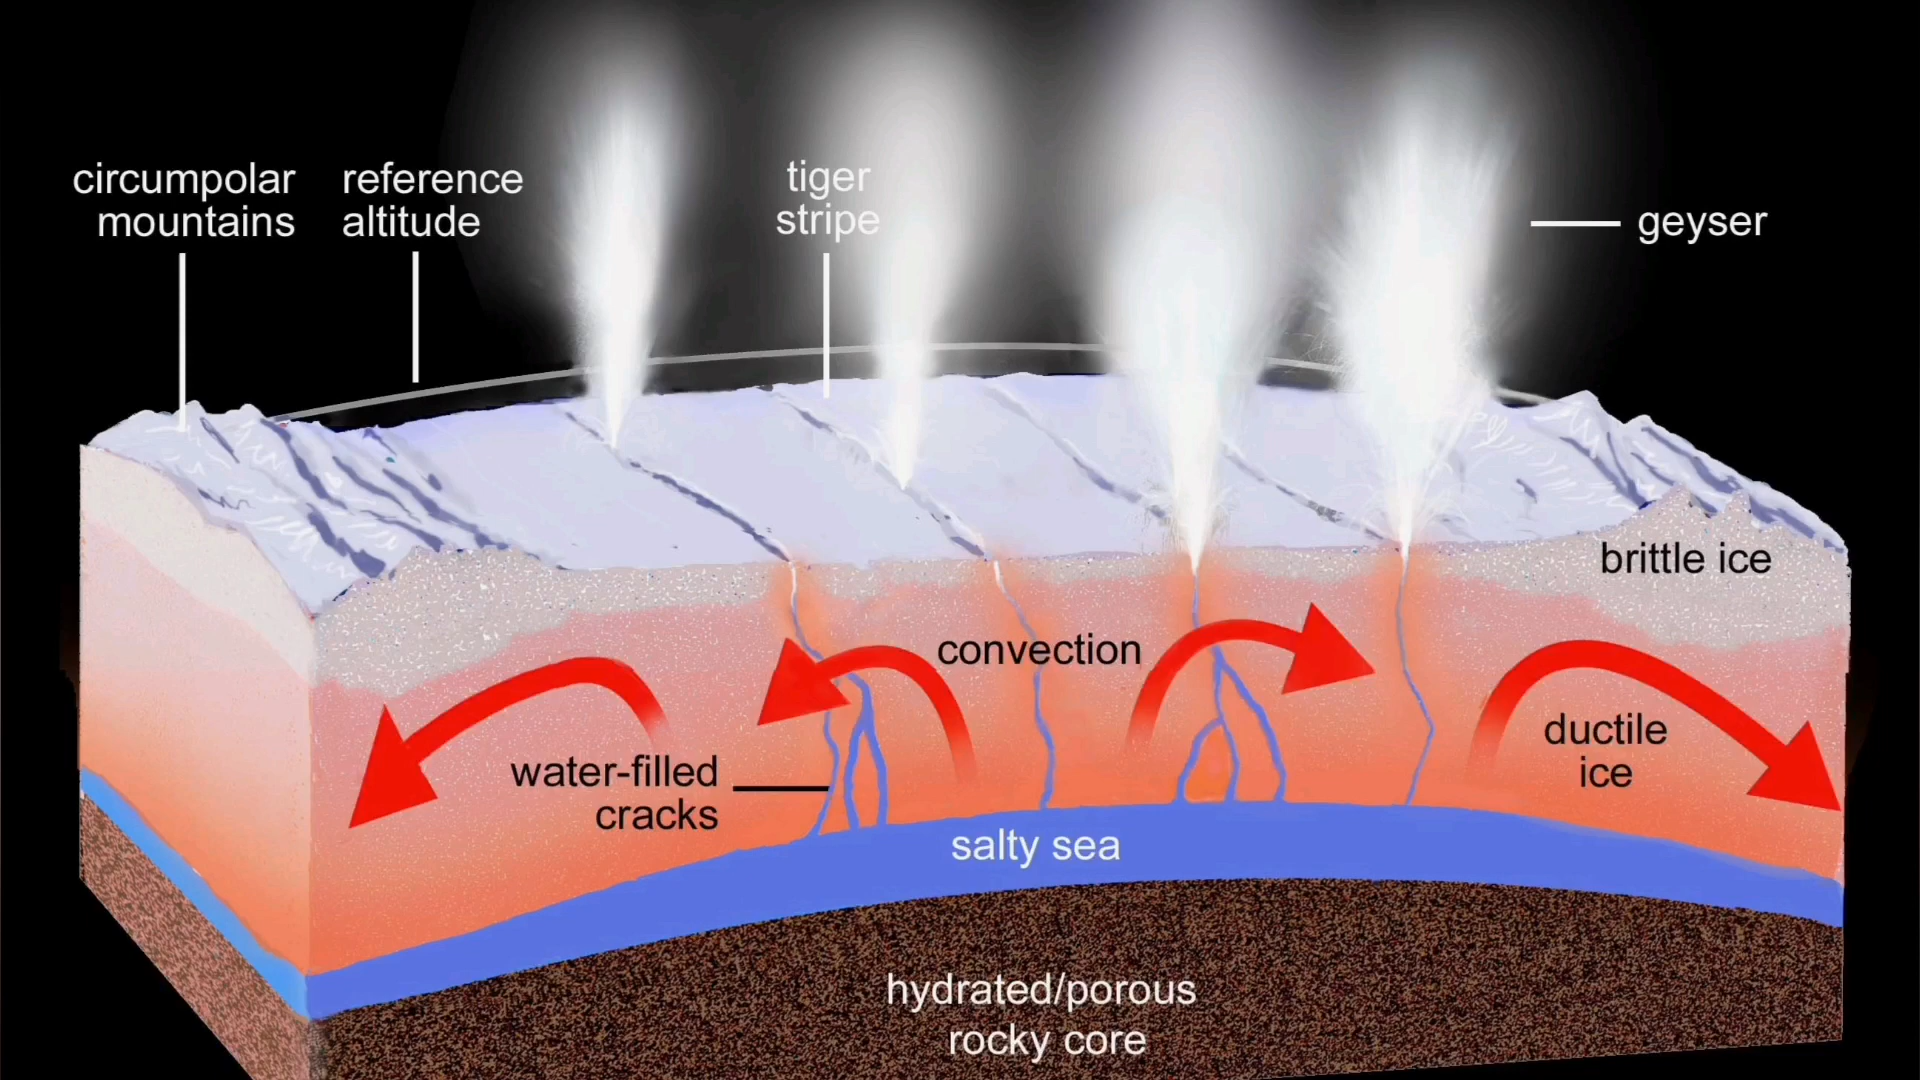 circumpolar
mountains
reference
altitude
tiger
stripe
geyser
brittle ice
convection
ductile
ice
water-filled
cracks
salty sea
hydrated/porous
rocky core